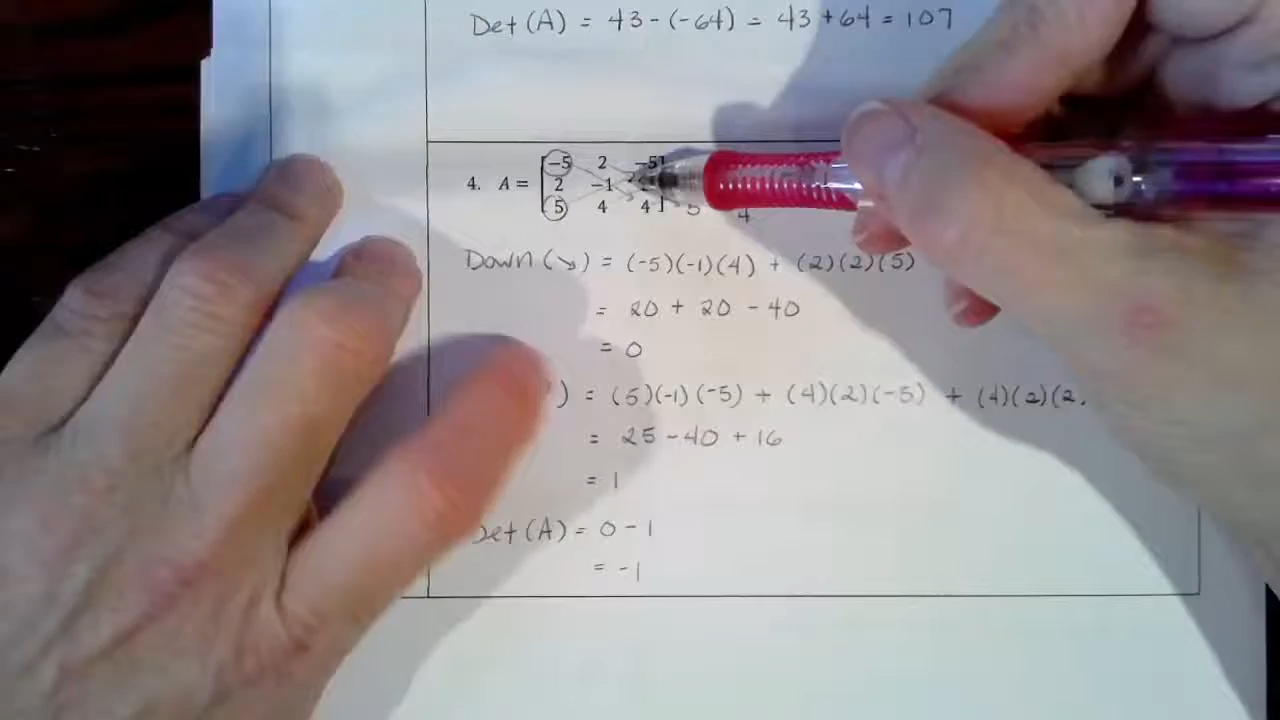 Det (A) = 43 - (-64) = 43 + 64 = 107
4. A = [-5 2 -5]
2 -1
5 4 4 5 4
Down (↘) = (-5)(-1)(4) + (2)(2)(5)
= 20 + 20 - 40
= 0
) = (5)(-1)(-5) + (4)(2)(-5) + (4)(2)(2
= 25 - 40 + 16
= 1
Det (A) = 0 - 1
= -1